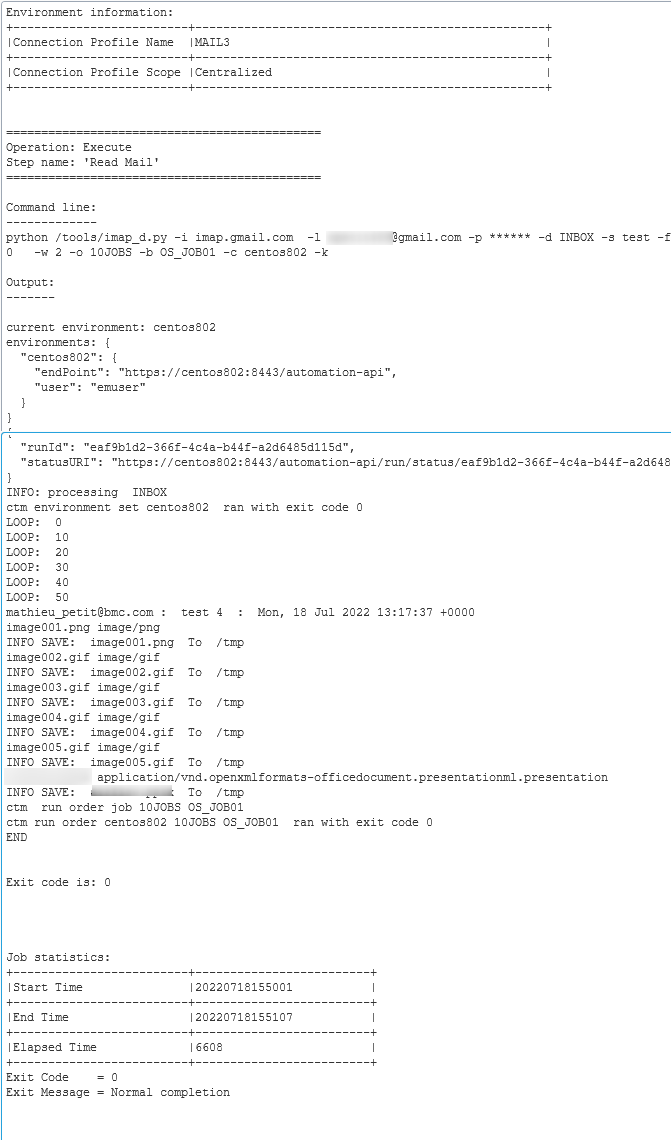 Environment information:
+-------------------------+--------------------------------------------------+
|Connection Profile Name  |MAIL3                                             |
+-------------------------+--------------------------------------------------+
|Connection Profile Scope |Centralized                                       |
+-------------------------+--------------------------------------------------+
=============================================
Operation: Execute
Step name: 'Read Mail'
=============================================
Command line:
-------------
python /tools/imap_d.py -i imap.gmail.com  -l @gmail.com -p ****** -d INBOX -s test -f
0   -w 2 -o 10JOBS -b OS_JOB01 -c centos802 -k
Output:
-------
current environment: centos802
environments: {
  "centos802": {
    "endPoint": "https://centos802:8443/automation-api",
    "user": "emuser"
  }
}
{
  "runId": "eaf9b1d2-366f-4c4a-b44f-a2d6485d115d",
  "statusURI": "https://centos802:8443/automation-api/run/status/eaf9b1d2-366f-4c4a-b44f-a2d648
}
INFO: processing  INBOX
ctm environment set centos802  ran with exit code 0
LOOP:  0
LOOP:  10
LOOP:  20
LOOP:  30
LOOP:  40
LOOP:  50
mathieu_petit@bmc.com :  test 4  :  Mon, 18 Jul 2022 13:17:37 +0000
image001.png image/png
INFO SAVE:  image001.png  To  /tmp
image002.gif image/gif
INFO SAVE:  image002.gif  To  /tmp
image003.gif image/gif
INFO SAVE:  image003.gif  To  /tmp
image004.gif image/gif
INFO SAVE:  image004.gif  To  /tmp
image005.gif image/gif
INFO SAVE:  image005.gif  To  /tmp
application/vnd.openxmlformats-officedocument.presentationml.presentation
INFO SAVE:  To  /tmp
ctm  run order job 10JOBS OS_JOB01
ctm run order centos802 10JOBS OS_JOB01  ran with exit code 0
END
Exit code is: 0
Job statistics:
+-------------------------+-------------------------+
|Start Time               |20220718155001           |
+-------------------------+-------------------------+
|End Time                 |20220718155107           |
+-------------------------+-------------------------+
|Elapsed Time             |6608                     |
+-------------------------+-------------------------+
Exit Code    = 0
Exit Message = Normal completion